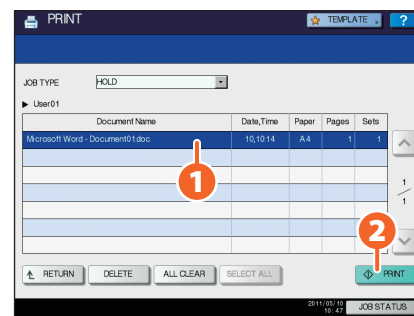 PRINT
TEMPLATE
?
JOB TYPE HOLD
User01
Document Name Date,Time Paper Pages Sets
Microsoft Word - Document01.doc 10,10:14 A4 1 1
1
1
1
2
RETURN DELETE ALL CLEAR SELECT ALL PRINT
2011/05/10
10:47
JOB STATUS